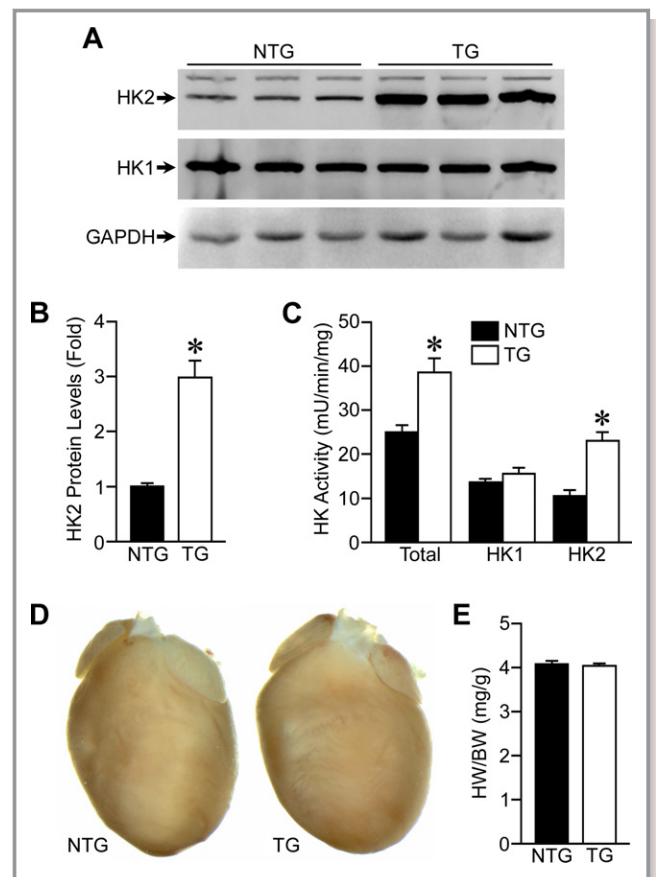 A
NTG TG
HK2
HK1
GAPDH
B
HK2 Protein Levels (Fold)
4
3
2
1
0
*
NTG TG
C
HK Activity (mU/min/mg)
50
40
30
20
10
0
NTG
TG
*
*
Total HK1 HK2
D
NTG TG
E
HW/BW (mg/g)
5
4
3
2
1
0
NTG TG